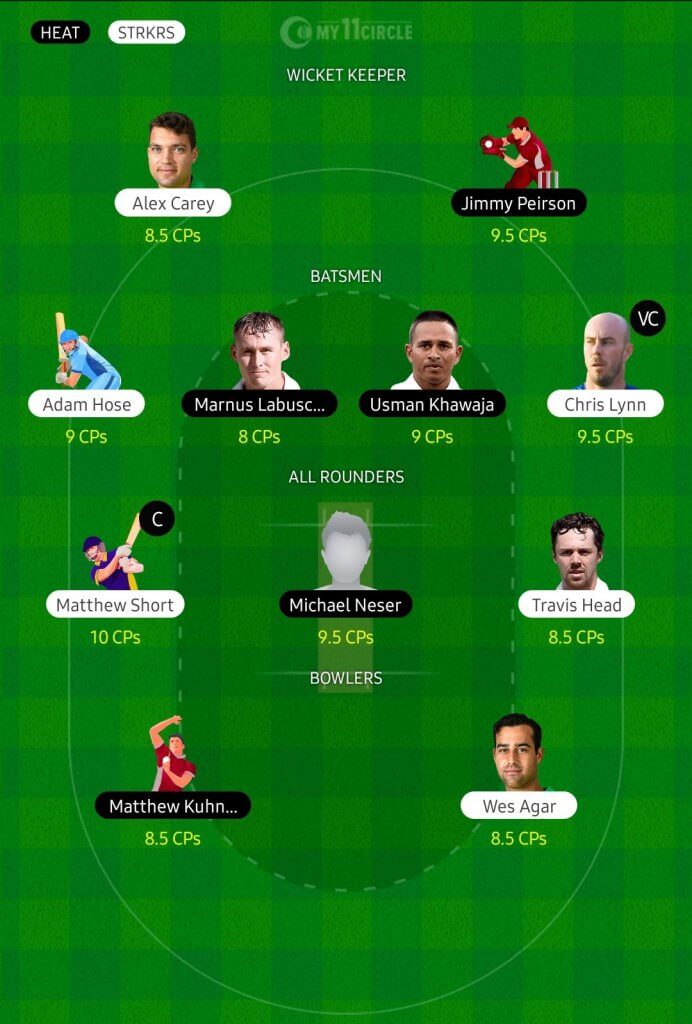 HEAT STRKRS MY11CIRCLE
WICKET KEEPER
Alex Carey Jimmy Peirson
8.5 CPs 9.5 CPs
BATSMEN
VC
Adam Hose Marnus Labusc... Usman Khawaja Chris Lynn
9 CPs 8 CPs 9 CPs 9.5 CPs
ALL ROUNDERS
C
Matthew Short Michael Neser Travis Head
10 CPs 9.5 CPs 8.5 CPs
BOWLERS
Matthew Kuhn... Wes Agar
8.5 CPs 8.5 CPs